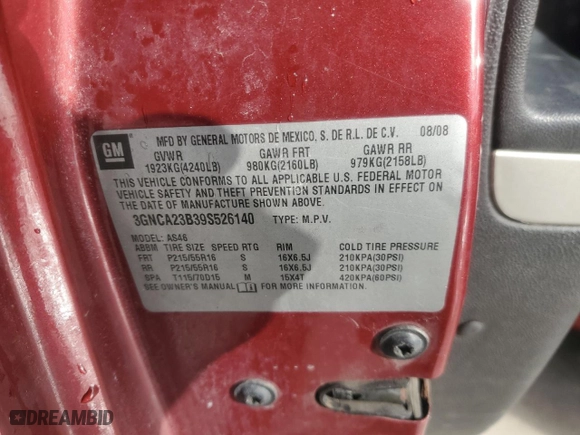 GM
MFD BY GENERAL MOTORS DE MEXICO, S. DE R.L. DE C.V. 08/08
GVWR GAWR FRT GAWR RR
1923KG(4240LB) 980KG(2160LB) 979KG(2158LB)
THIS VEHICLE CONFORMS TO ALL APPLICABLE U.S. FEDERAL MOTOR
VEHICLE SAFETY AND THEFT PREVENTION STANDARDS IN EFFECT ON
THE DATE OF MANUFACTURE SHOWN ABOVE.
3GNCA23B39S526140 TYPE: M.P.V.
MODEL: AS46
ABBM TIRE SIZE SPEED RTG RIM COLD TIRE PRESSURE
FRT P215/55R16 S 16X6.5J 210KPA(30PSI)
RR P215/55R16 S 16X6.5J 210KPA(30PSI)
SPA T115/70D15 M 15X4T 420KPA(60PSI)
SEE OWNER'S MANUAL FOR MORE INFORMATION.
DREAMBID